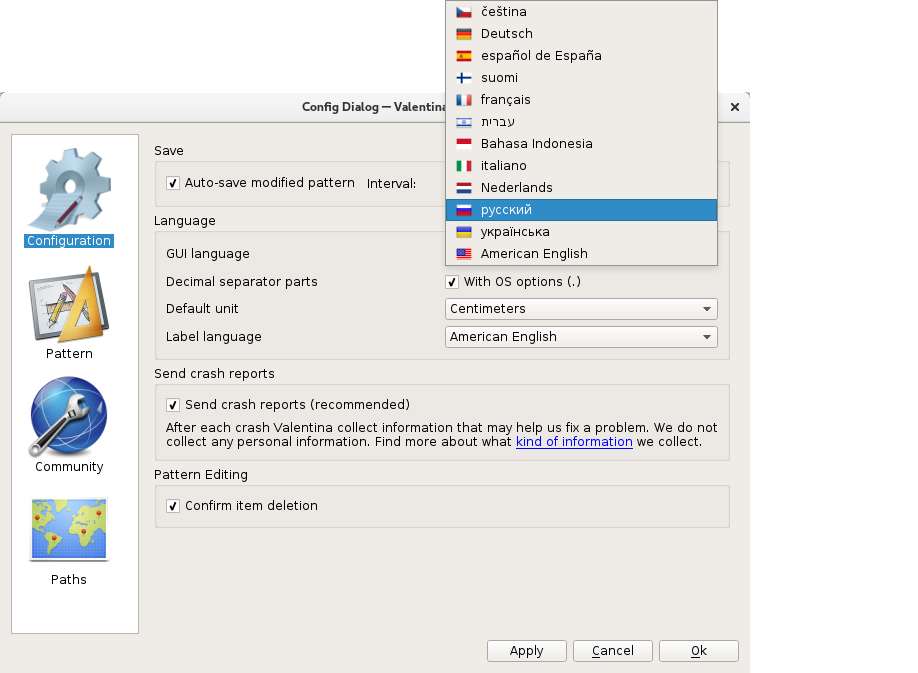 čeština
Deutsch
español de España
suomi
français
עברית
Bahasa Indonesia
italiano
Nederlands
русский
українська
American English
Config Dialog — Valentina
Configuration
Pattern
Community
Paths
Save
Auto-save modified pattern Interval:
Language
GUI language
Decimal separator parts With OS options (.)
Default unit Centimeters
Label language American English
Send crash reports
Send crash reports (recommended)
After each crash Valentina collect information that may help us fix a problem. We do not
collect any personal information. Find more about what kind of information we collect.
Pattern Editing
Confirm item deletion
Apply Cancel Ok